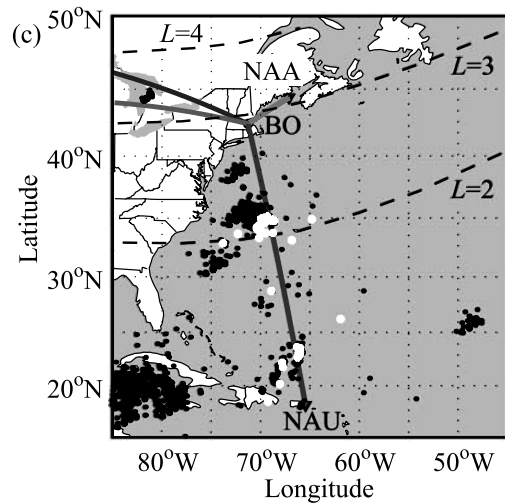 (c)
50°N
40°N
30°N
20°N
Latitude
L=4
NAA
L=3
BO
L=2
NAU
80°W
70°W
60°W
50°W
Longitude